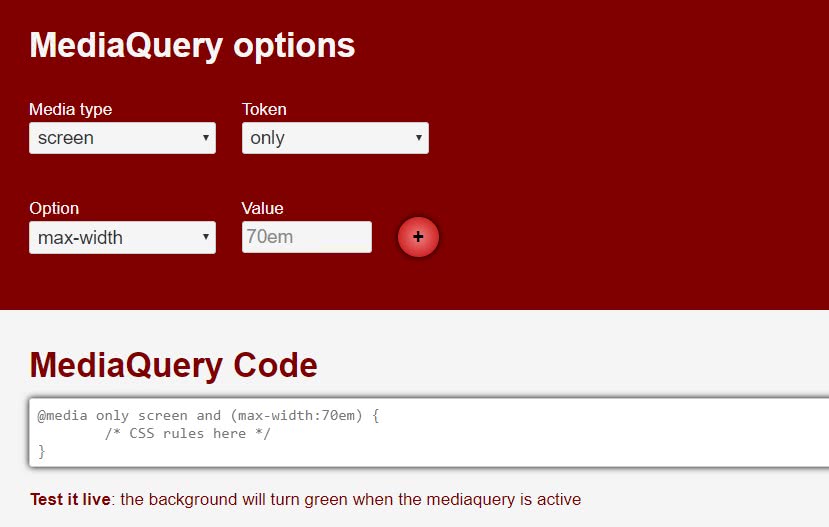 MediaQuery options
Media type Token
screen only
Option Value
max-width 70em +
MediaQuery Code
@media only screen and (max-width:70em) {
/* CSS rules here */
}
Test it live: the background will turn green when the mediaquery is active